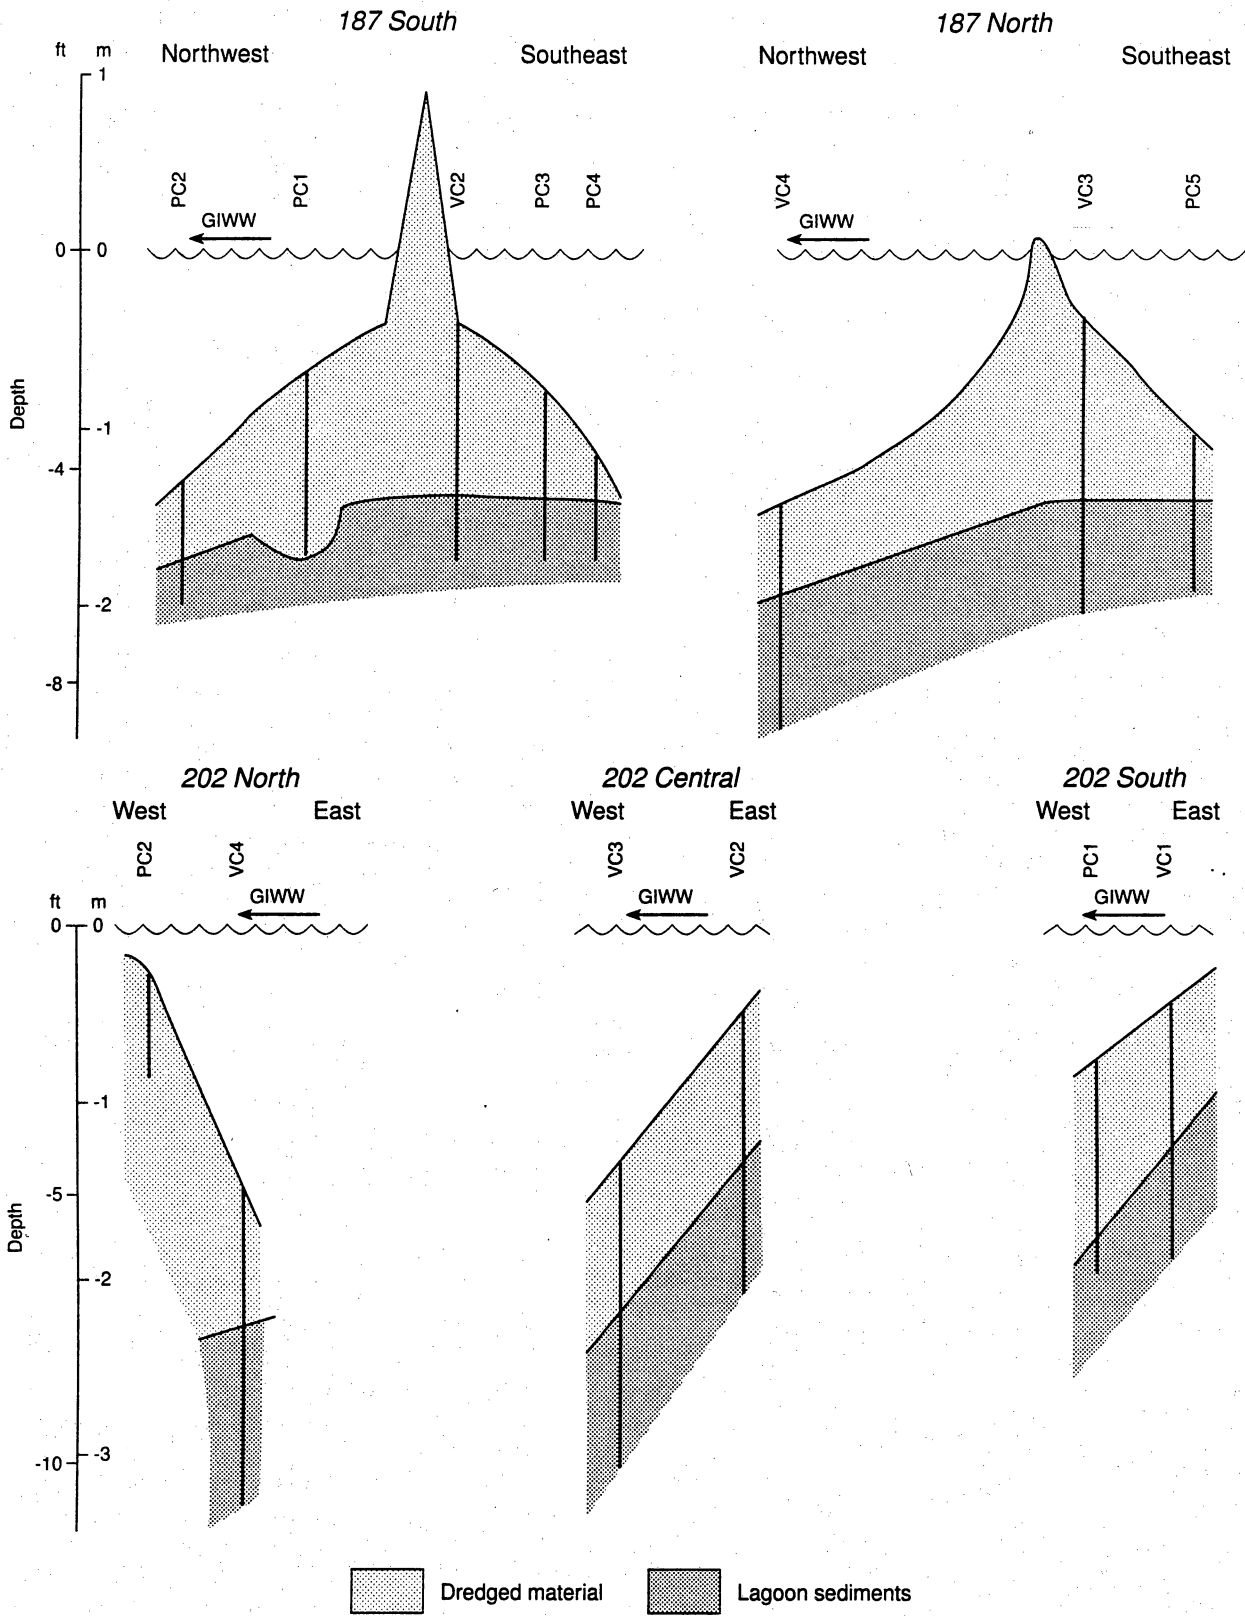 187 South
187 North
ft m
Northwest
Southeast
Northwest
Southeast
1
PC2
PC1
VC2
PC3
PC4
VC4
VC3
PC5
GIWW
GIWW
0 0
Depth
-1
-4
-2
-8
202 North
202 Central
202 South
West East
West East
West East
PC2
VC4
VC3
VC2
PC1
VC1
ft m
GIWW
GIWW
GIWW
0 0
-1
-5
Depth
-2
-3
-10
Dredged material
Lagoon sediments